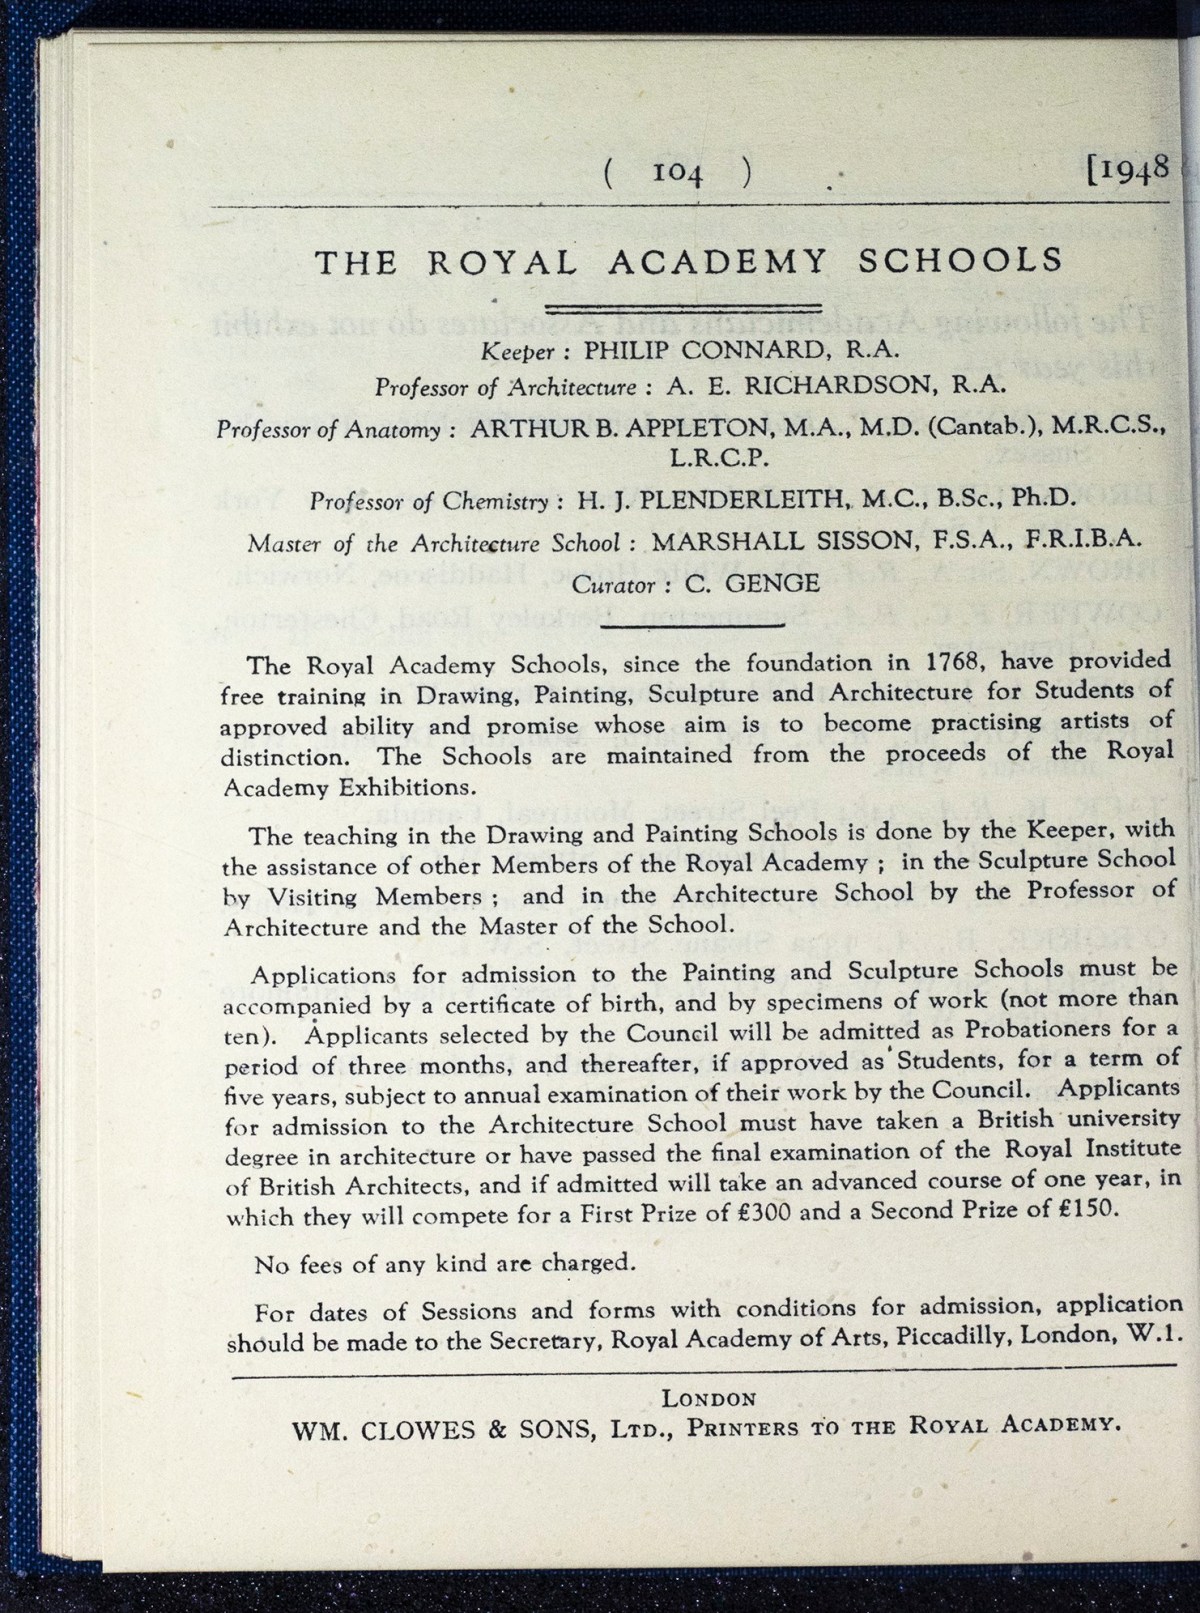 ( 104 )
[1948
THE ROYAL ACADEMY SCHOOLS
Keeper : PHILIP CONNARD, R.A.
Professor of Architecture : A. E. RICHARDSON, R.A.
Professor of Anatomy : ARTHUR B. APPLETON, M.A., M.D. (Cantab.), M.R.C.S.,
L.R.C.P.
Professor of Chemistry : H. J. PLENDERLEITH, M.C., B.Sc., Ph.D.
Master of the Architecture School : MARSHALL SISSON, F.S.A., F.R.I.B.A.
Curator : C. GENGE
The Royal Academy Schools, since the foundation in 1768, have provided
free training in Drawing, Painting, Sculpture and Architecture for Students of
approved ability and promise whose aim is to become practising artists of
distinction. The Schools are maintained from the proceeds of the Royal
Academy Exhibitions.
The teaching in the Drawing and Painting Schools is done by the Keeper, with
the assistance of other Members of the Royal Academy ; in the Sculpture School
by Visiting Members ; and in the Architecture School by the Professor of
Architecture and the Master of the School.
Applications for admission to the Painting and Sculpture Schools must be
accompanied by a certificate of birth, and by specimens of work (not more than
ten). Applicants selected by the Council will be admitted as Probationers for a
period of three months, and thereafter, if approved as Students, for a term of
five years, subject to annual examination of their work by the Council. Applicants
for admission to the Architecture School must have taken a British university
degree in architecture or have passed the final examination of the Royal Institute
of British Architects, and if admitted will take an advanced course of one year, in
which they will compete for a First Prize of £300 and a Second Prize of £150.
No fees of any kind are charged.
For dates of Sessions and forms with conditions for admission, application
should be made to the Secretary, Royal Academy of Arts, Piccadilly, London, W.1.
LONDON
WM. CLOWES & SONS, LTD., PRINTERS TO THE ROYAL ACADEMY.